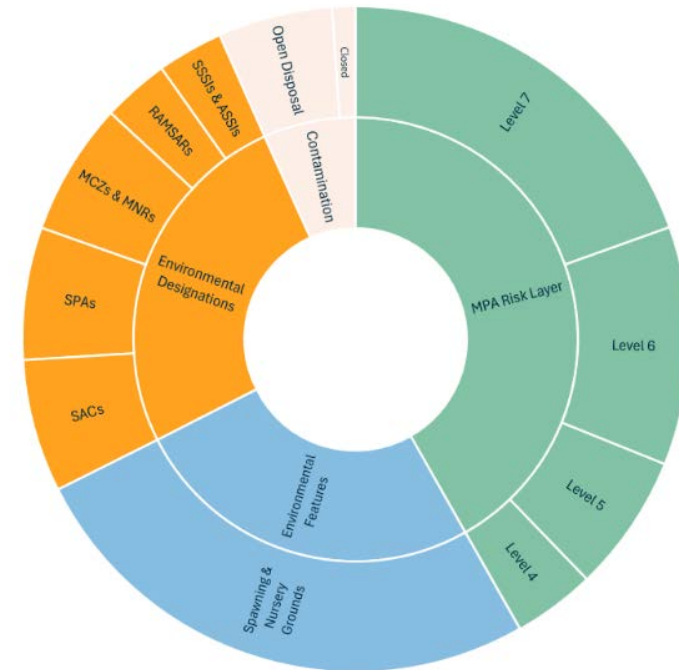 Closed
Open Disposal
SSSIs & ASSIs
RAMSARs
MCZs & MNRs
SPAs
SACs
Contamination
Environmental
Designations
Environmental
Features
Spawning &
Nursery
Grounds
MPA Risk Layer
Level 7
Level 6
Level 5
Level 4